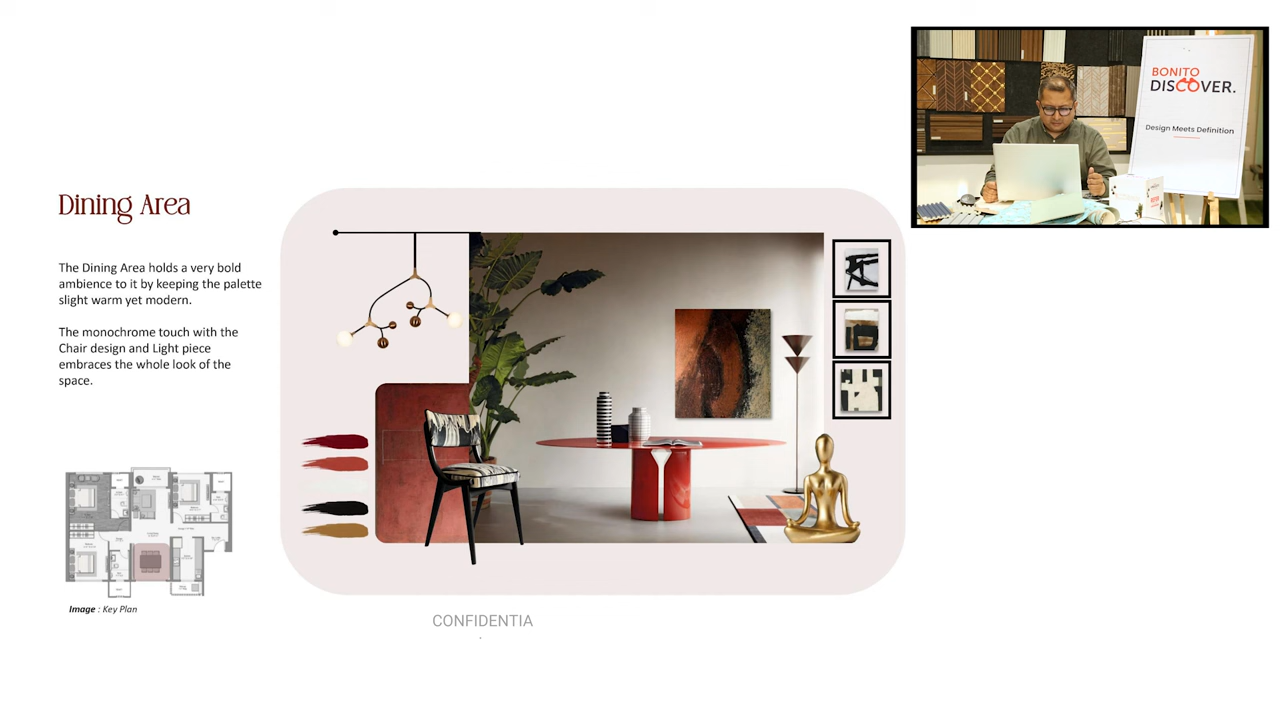 BONITO
DISCOVER.
Design Meets Definition
Dining Area
The Dining Area holds a very bold
ambience to it by keeping the palette
slight warm yet modern.
The monochrome touch with the
Chair design and Light piece
embraces the whole look of the
space.
Image : Key Plan
CONFIDENTIA